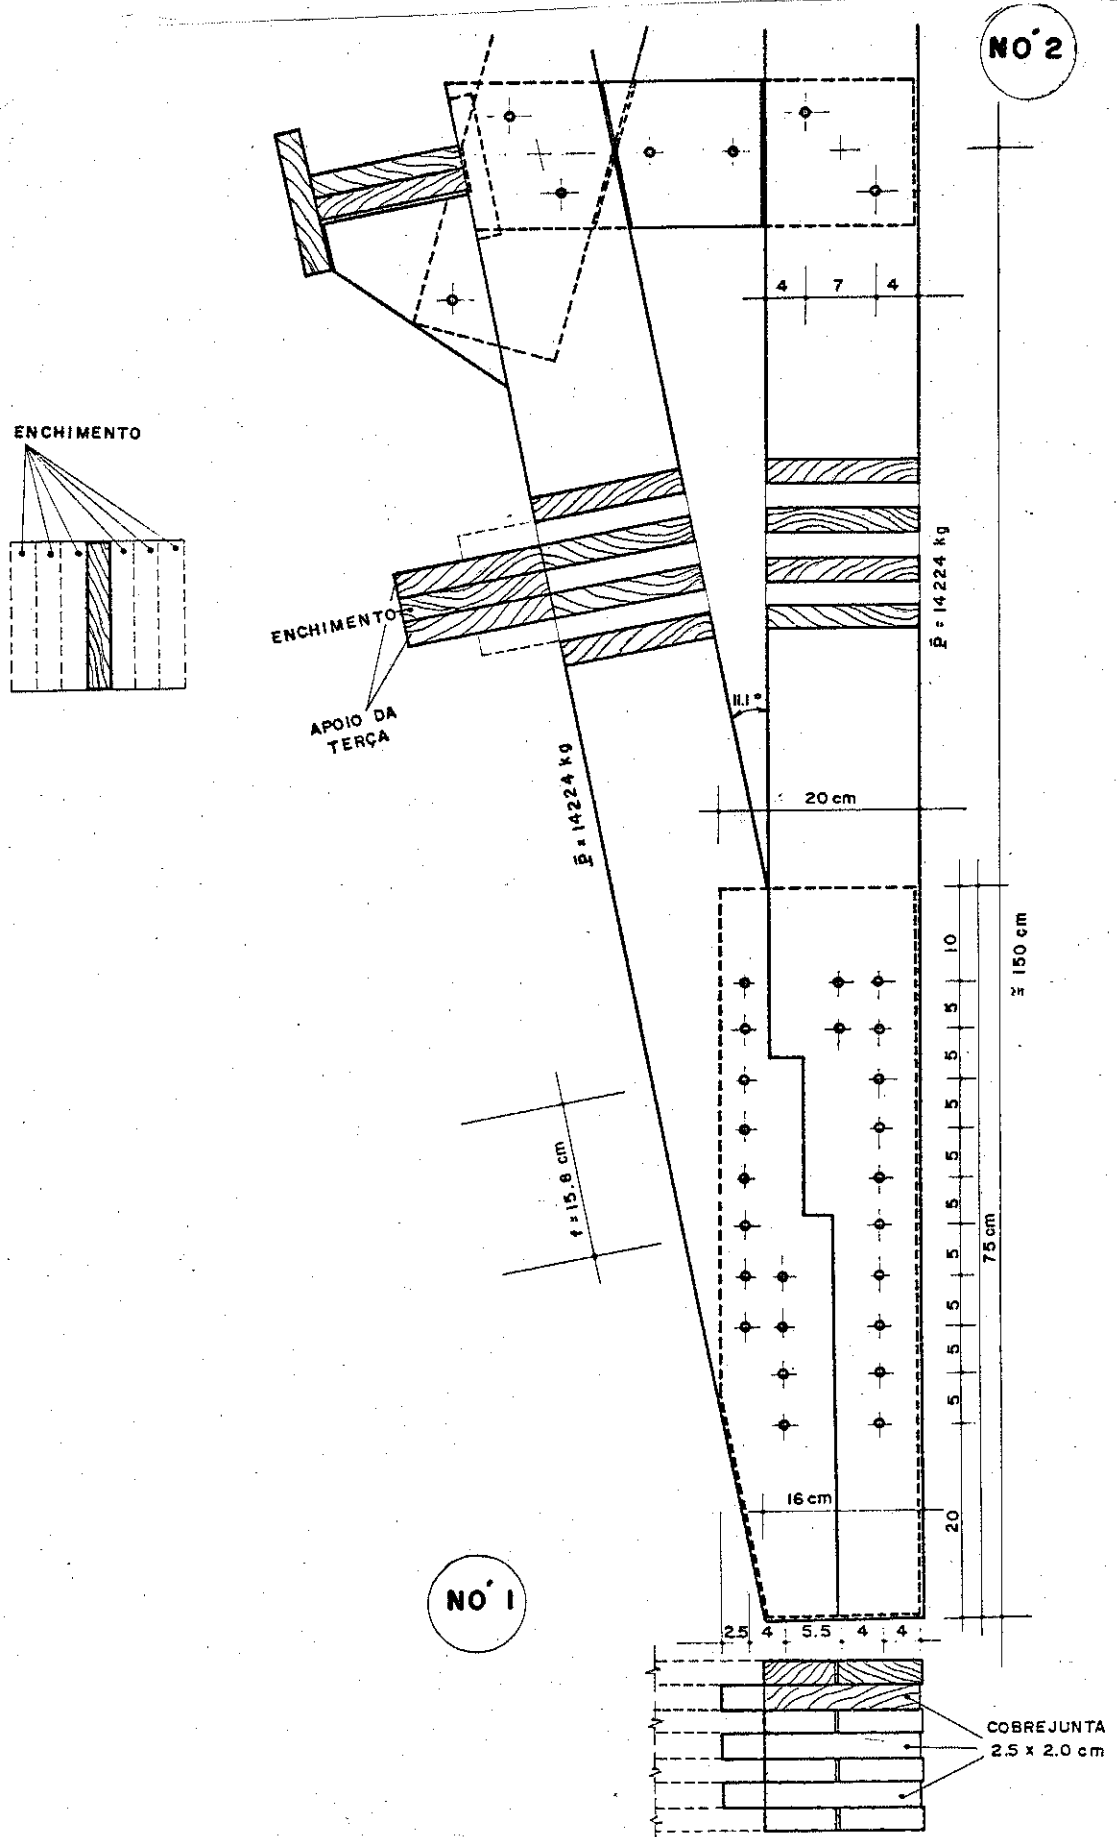 NO´2
4 7 4
ENCHIMENTO
P̄ = 14224 kg
ENCHIMENTO
APOIO DA
TERÇA
11.1°
P̄ = 14224 kg
20 cm
10
5
5
5
5
5
5
5
5
5
20
75 cm
≅ 150 cm
f = 15.8 cm
16 cm
NO´ 1
2.5 4 5.5 4 4
COBREJUNTA
2.5 x 2.0 cm